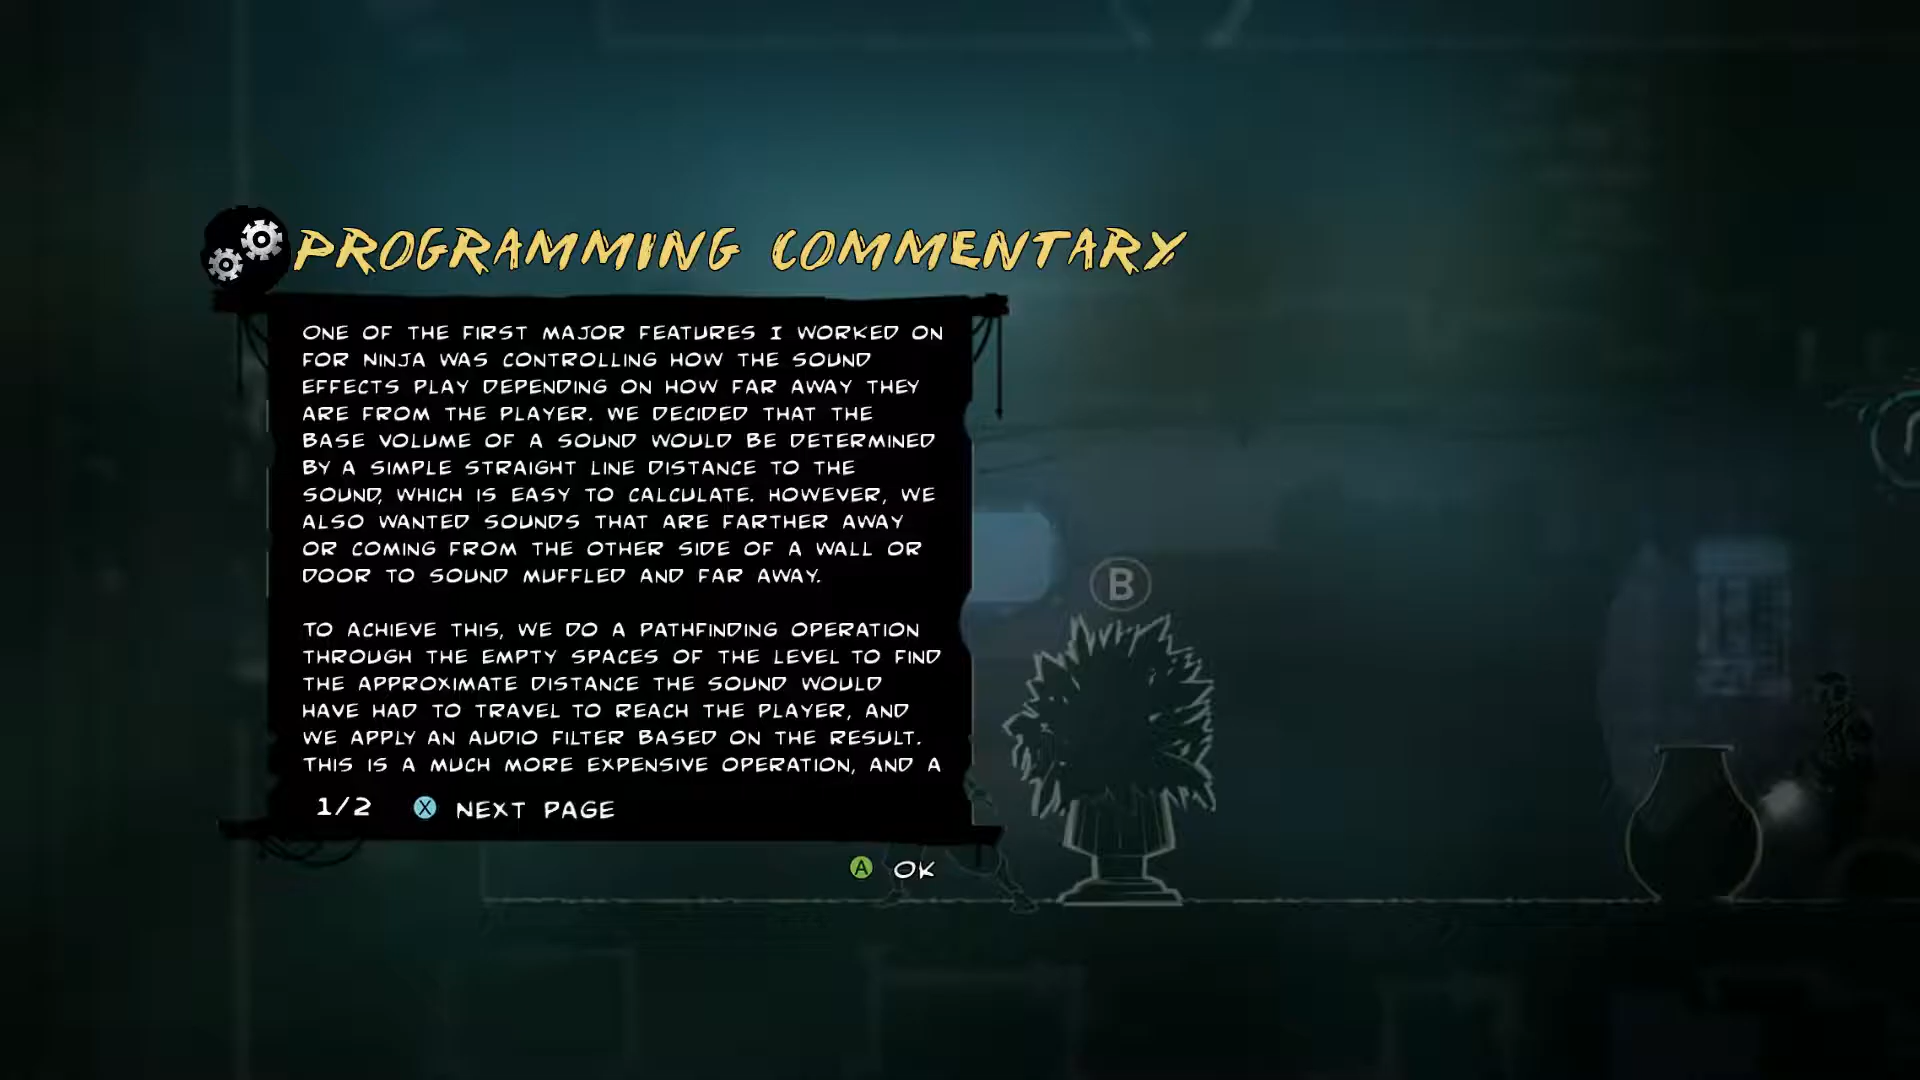 PROGRAMMING COMMENTARY
ONE OF THE FIRST MAJOR FEATURES I WORKED ON
FOR NINJA WAS CONTROLLING HOW THE SOUND
EFFECTS PLAY DEPENDING ON HOW FAR AWAY THEY
ARE FROM THE PLAYER. WE DECIDED THAT THE
BASE VOLUME OF A SOUND WOULD BE DETERMINED
BY A SIMPLE STRAIGHT LINE DISTANCE TO THE
SOUND, WHICH IS EASY TO CALCULATE. HOWEVER, WE
ALSO WANTED SOUNDS THAT ARE FARTHER AWAY
OR COMING FROM THE OTHER SIDE OF A WALL OR
DOOR TO SOUND MUFFLED AND FAR AWAY.
TO ACHIEVE THIS, WE DO A PATHFINDING OPERATION
THROUGH THE EMPTY SPACES OF THE LEVEL TO FIND
THE APPROXIMATE DISTANCE THE SOUND WOULD
HAVE HAD TO TRAVEL TO REACH THE PLAYER, AND
WE APPLY AN AUDIO FILTER BASED ON THE RESULT.
THIS IS A MUCH MORE EXPENSIVE OPERATION, AND A
1/2 X NEXT PAGE
A OK
B